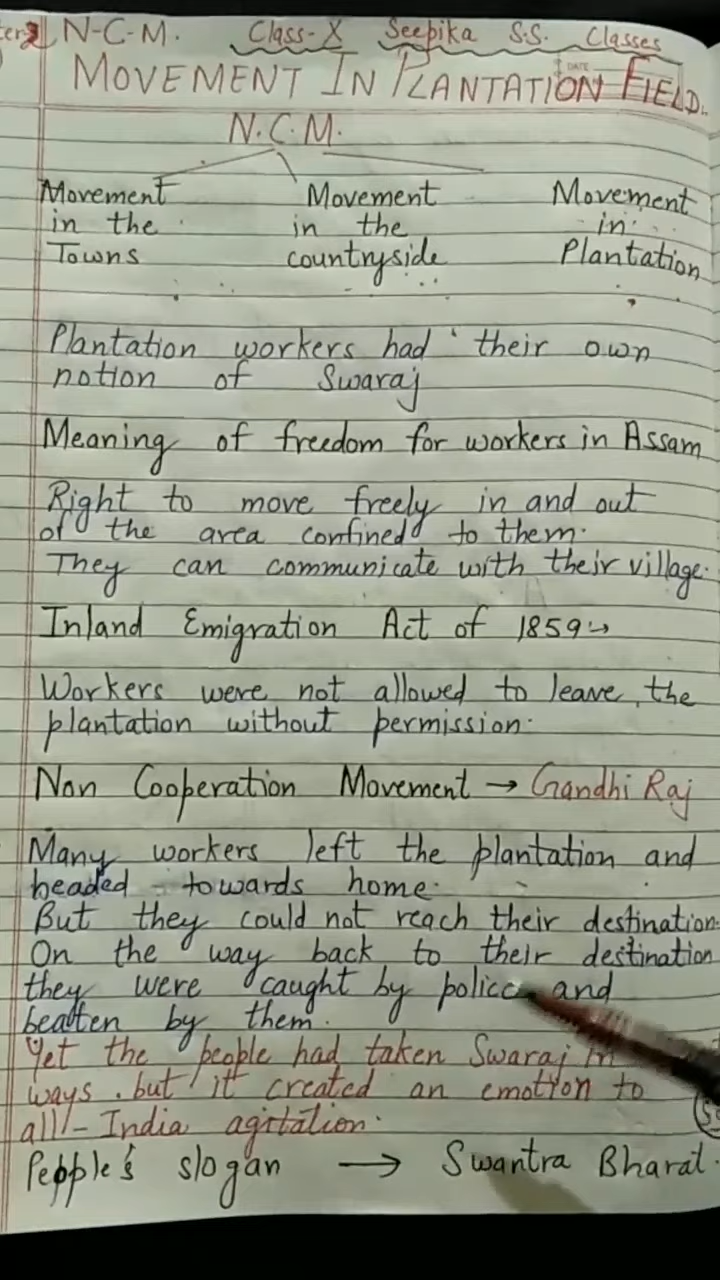 N-C-M. Class-X Seepika S.S. Classes
DATE
MOVEMENT IN PLANTATION FIELD.
N.C.M.
Movement in the Towns
Movement in the countryside
Movement in Plantation
Plantation workers had their own
notion of Swaraj
Meaning of freedom for workers in Assam
Right to move freely in and out
of the area confined to them.
They can communicate with their village.
Inland Emigration Act of 1859→
Workers were not allowed to leave the
plantation without permission.
Non Cooperation Movement → Gandhi Raj
Many workers left the plantation and
headed towards home.
But they could not reach their destination.
On the way back to their destination
they were caught by police and
beaten by them.
Yet the people had taken Swaraj in
ways. but it created an emotion to
all-India agitation.
People's slogan → Swantra Bharat.